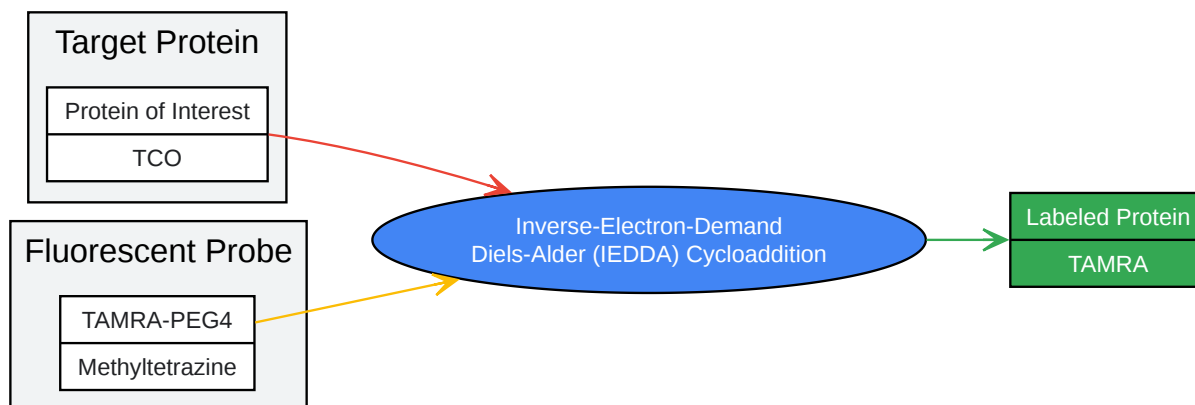 Target Protein
Protein of Interest
TCO
Fluorescent Probe
TAMRA-PEG4
Methyltetrazine
Inverse-Electron-Demand
Diels-Alder (IEDDA) Cycloaddition
Labeled Protein
TAMRA